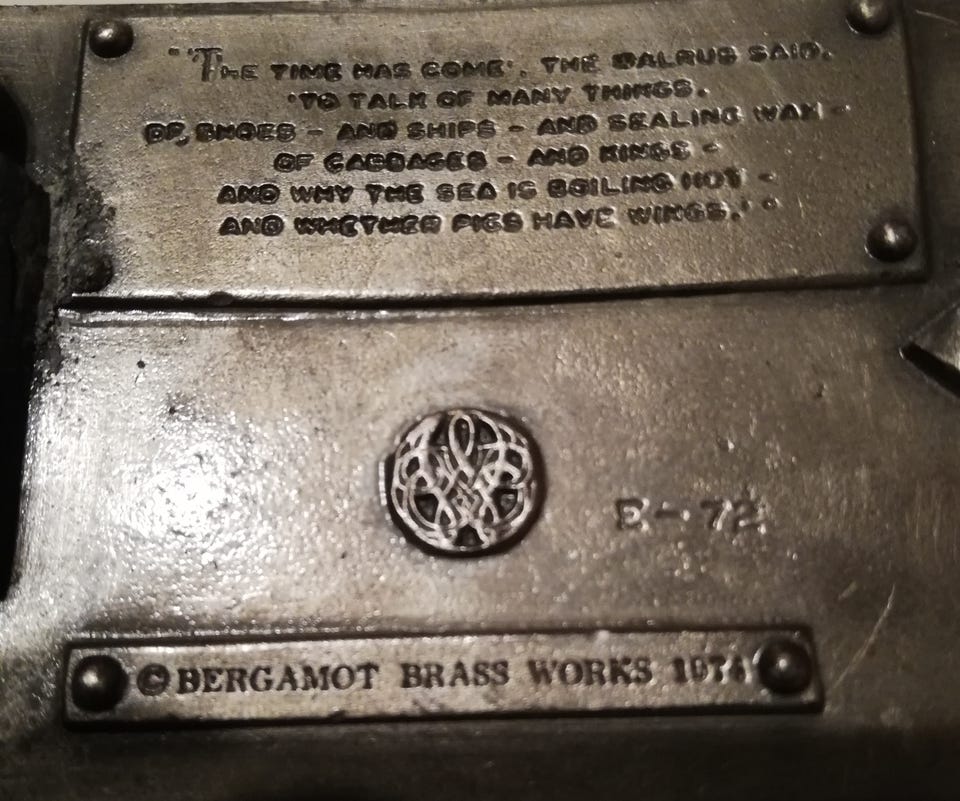 "'THE TIME HAS COME', THE WALRUS SAID,
'TO TALK OF MANY THINGS.
OF SHOES - AND SHIPS - AND SEALING WAX -
OF CABBAGES - AND KINGS -
AND WHY THE SEA IS BOILING HOT -
AND WHETHER PIGS HAVE WINGS.' "
E-72
© BERGAMOT BRASS WORKS 1974